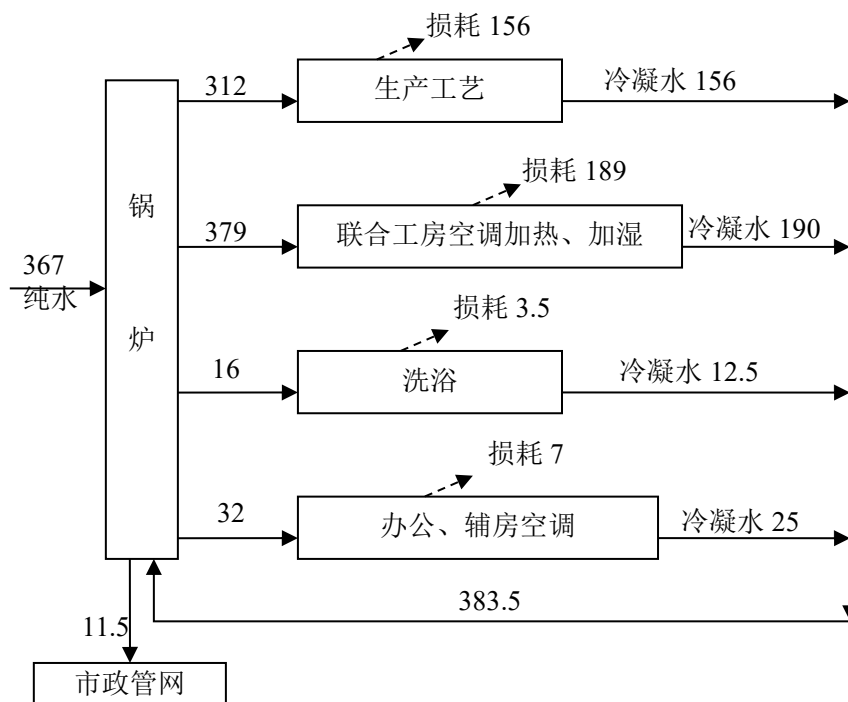 损耗 156
312
生产工艺
冷凝水 156
损耗 189
锅
炉
379
联合工房空调加热、加湿
冷凝水 190
367
纯水
损耗 3.5
16
洗浴
冷凝水 12.5
损耗 7
32
办公、辅房空调
冷凝水 25
383.5
11.5
市政管网